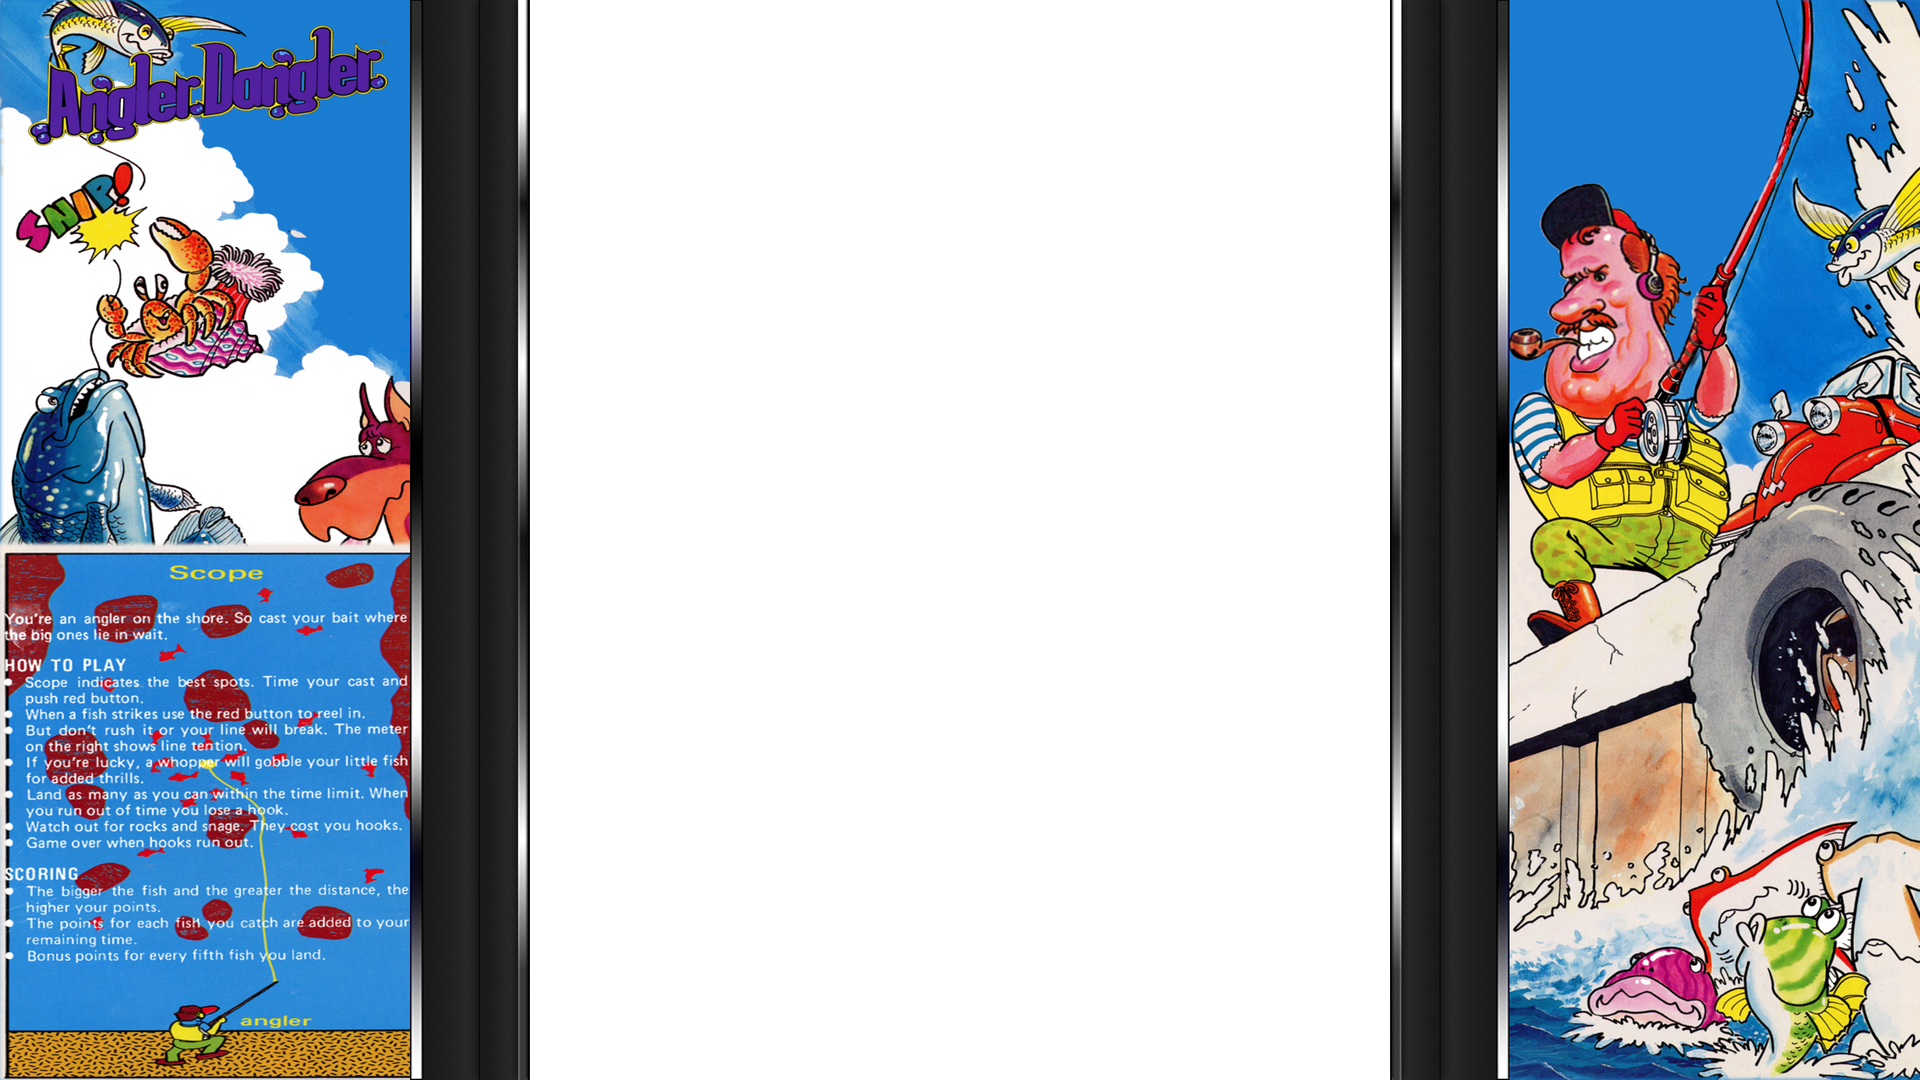 Angler Dangler
SNIP!
Scope
You're an angler on the shore. So cast your bait where
the big ones lie in wait.
HOW TO PLAY
● Scope indicates the best spots. Time your cast and
push red button.
● When a fish strikes use the red button to reel in.
● But don't rush it or your line will break. The meter
on the right shows line tention.
● If you're lucky, a whopper will gobble your little fish
for added thrills.
● Land as many as you can within the time limit. When
you run out of time you lose a hook.
● Watch out for rocks and snage. They cost you hooks.
● Game over when hooks run out.
SCORING
● The bigger the fish and the greater the distance, the
higher your points.
● The points for each fish you catch are added to your
remaining time.
● Bonus points for every fifth fish you land.
angler